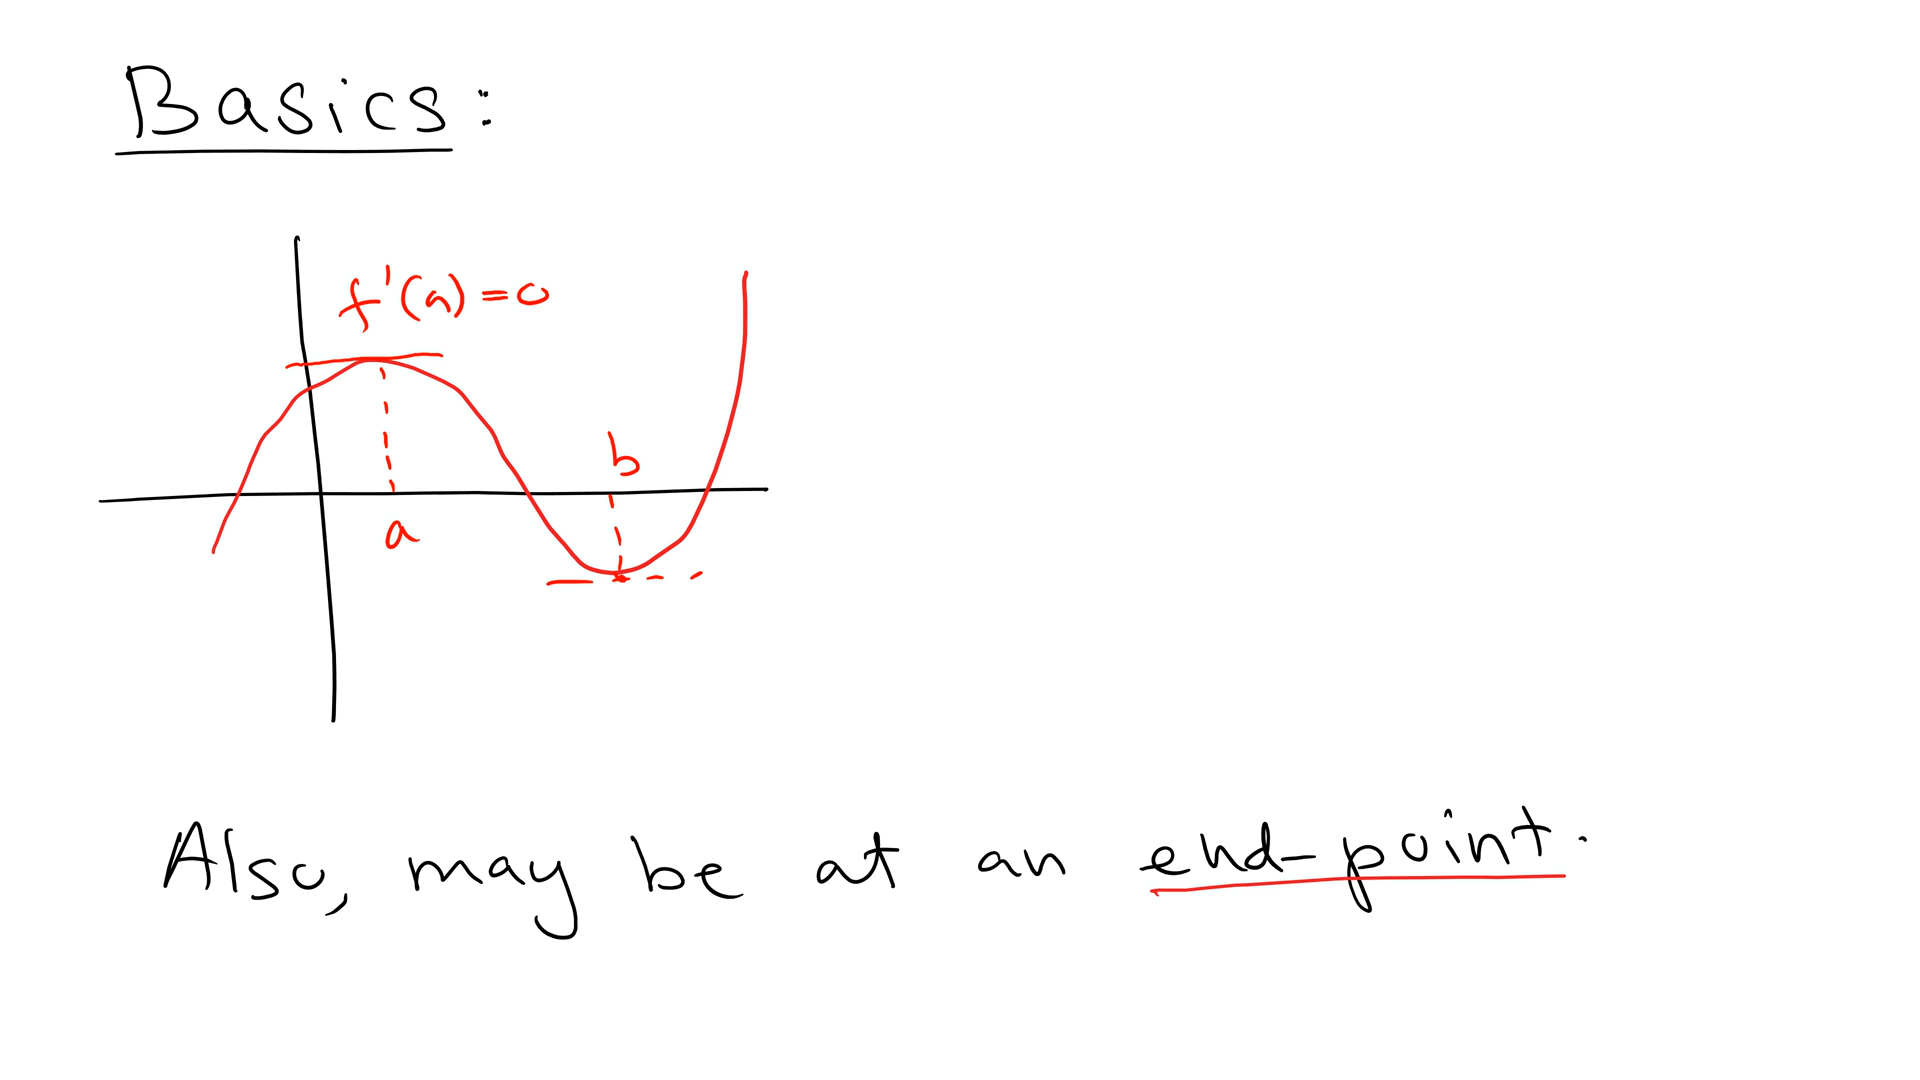 Basics:
f'(a) = 0
b
a
Also, may be at an end-point.